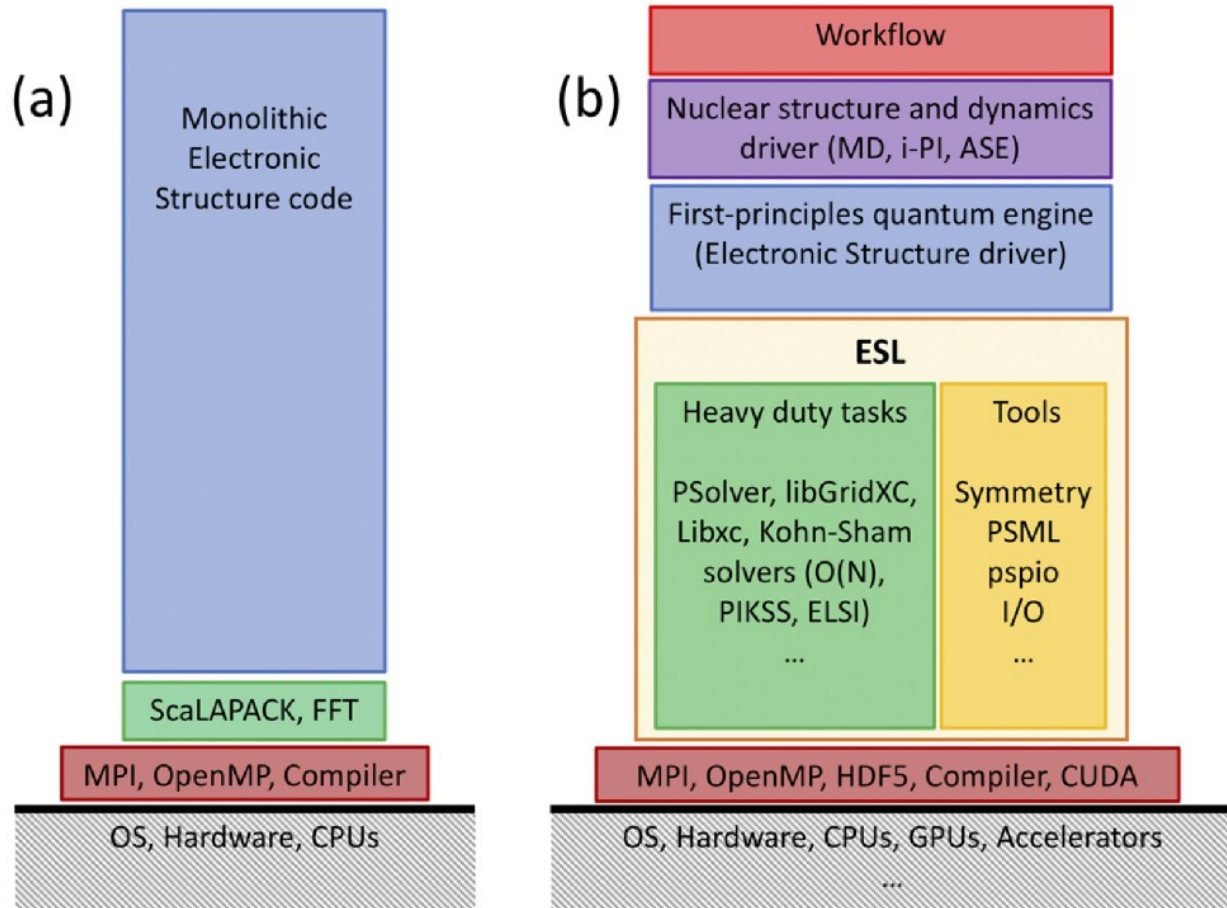 (a)
Monolithic
Electronic
Structure code
ScaLAPACK, FFT
MPI, OpenMP, Compiler
OS, Hardware, CPUs
(b)
Workflow
Nuclear structure and dynamics
driver (MD, i-PI, ASE)
First-principles quantum engine
(Electronic Structure driver)
ESL
Heavy duty tasks
PSolver, libGridXC,
Libxc, Kohn-Sham
solvers (O(N),
PIKSS, ELSI)
...
Tools
Symmetry
PSML
pspio
I/O
...
MPI, OpenMP, HDF5, Compiler, CUDA
OS, Hardware, CPUs, GPUs, Accelerators
...